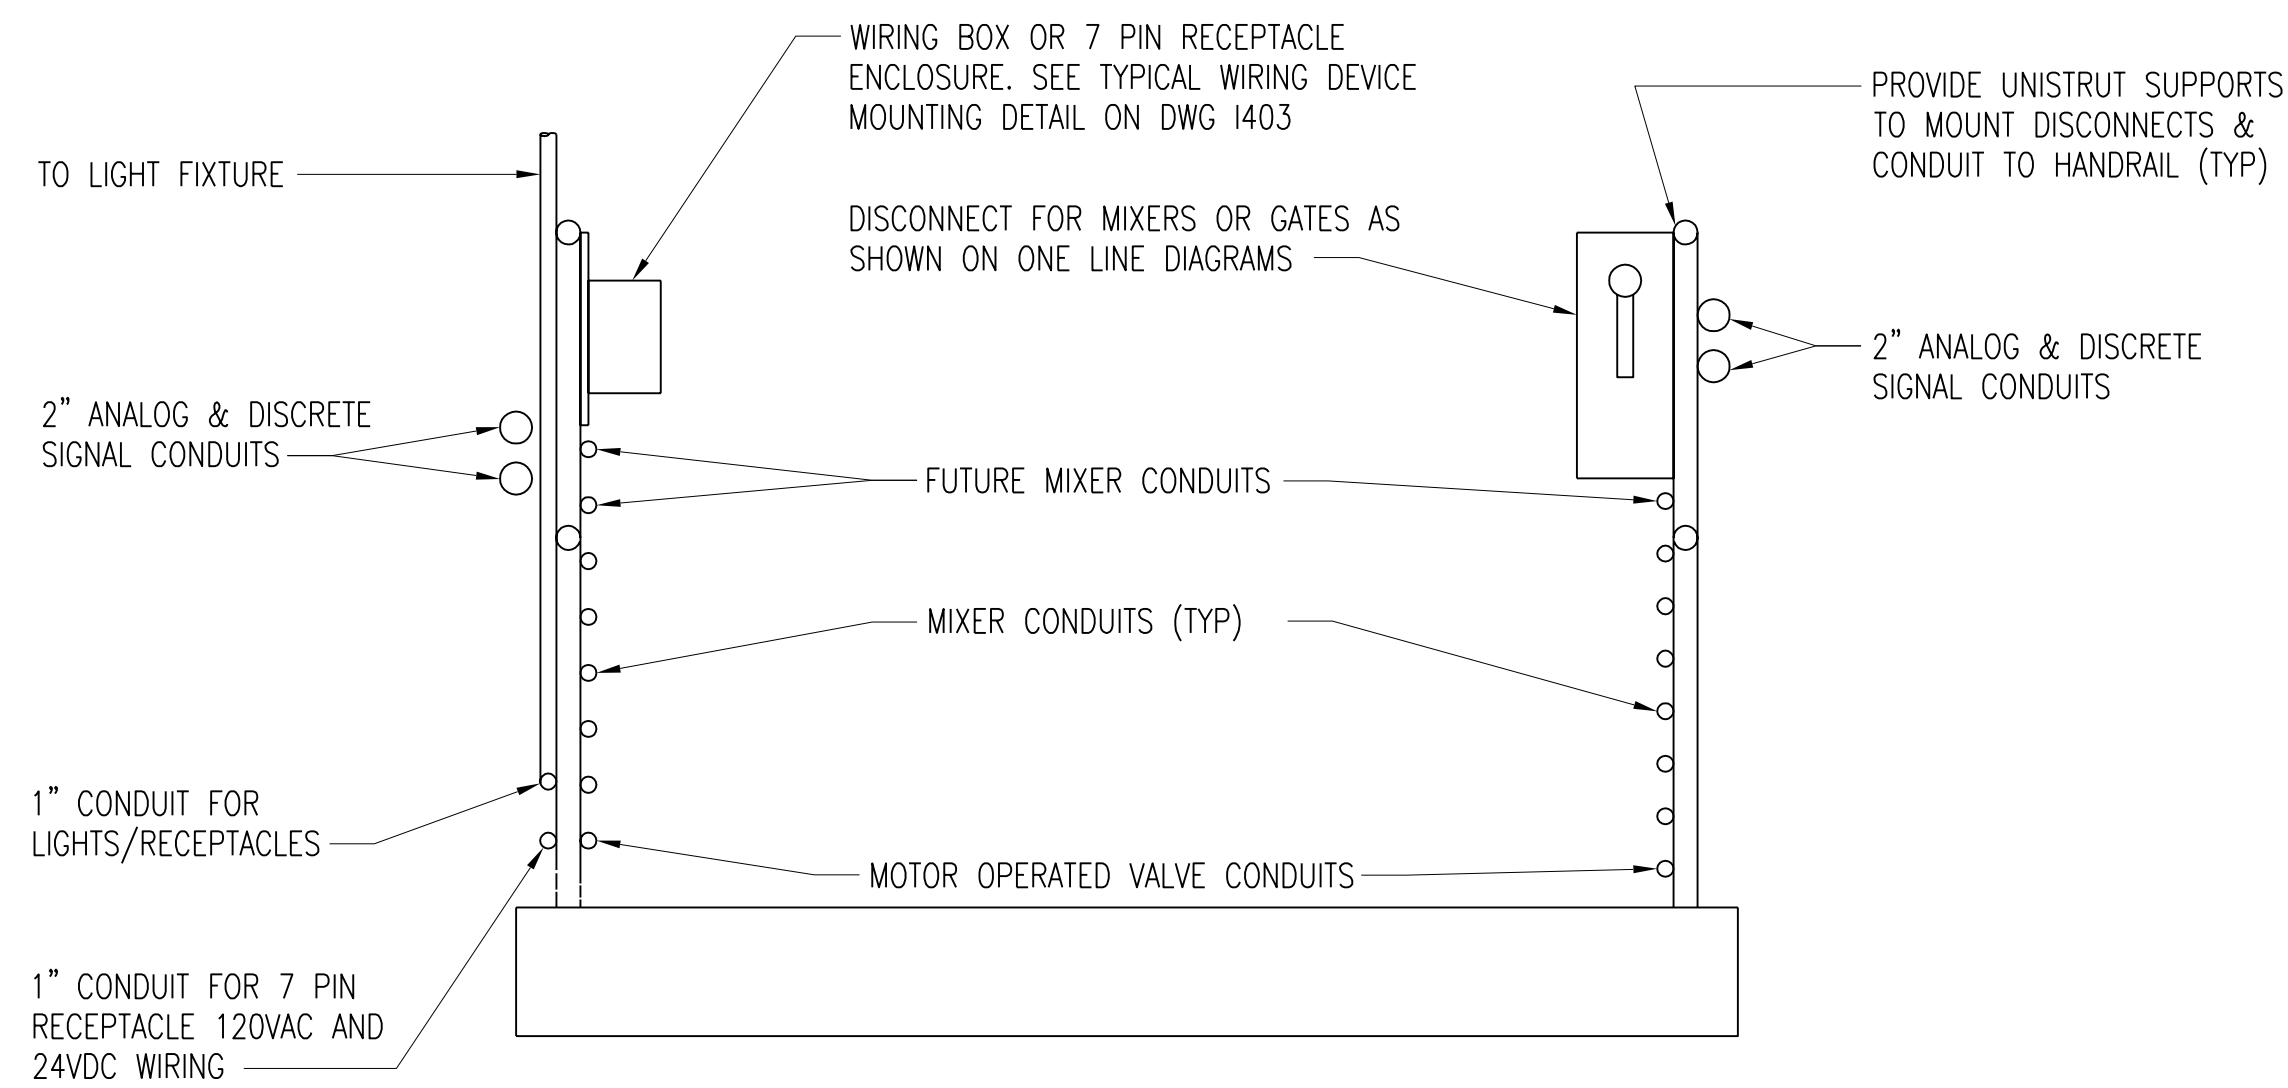 WIRING BOX OR 7 PIN RECEPTACLE
ENCLOSURE. SEE TYPICAL WIRING DEVICE
MOUNTING DETAIL ON DWG I403
PROVIDE UNISTRUT SUPPORTS
TO MOUNT DISCONNECTS &
CONDUIT TO HANDRAIL (TYP)
TO LIGHT FIXTURE
DISCONNECT FOR MIXERS OR GATES AS
SHOWN ON ONE LINE DIAGRAMS
2" ANALOG & DISCRETE
SIGNAL CONDUITS
2" ANALOG & DISCRETE
SIGNAL CONDUITS
FUTURE MIXER CONDUITS
MIXER CONDUITS (TYP)
1" CONDUIT FOR
LIGHTS/RECEPTACLES
MOTOR OPERATED VALVE CONDUITS
1" CONDUIT FOR 7 PIN
RECEPTACLE 120VAC AND
24VDC WIRING